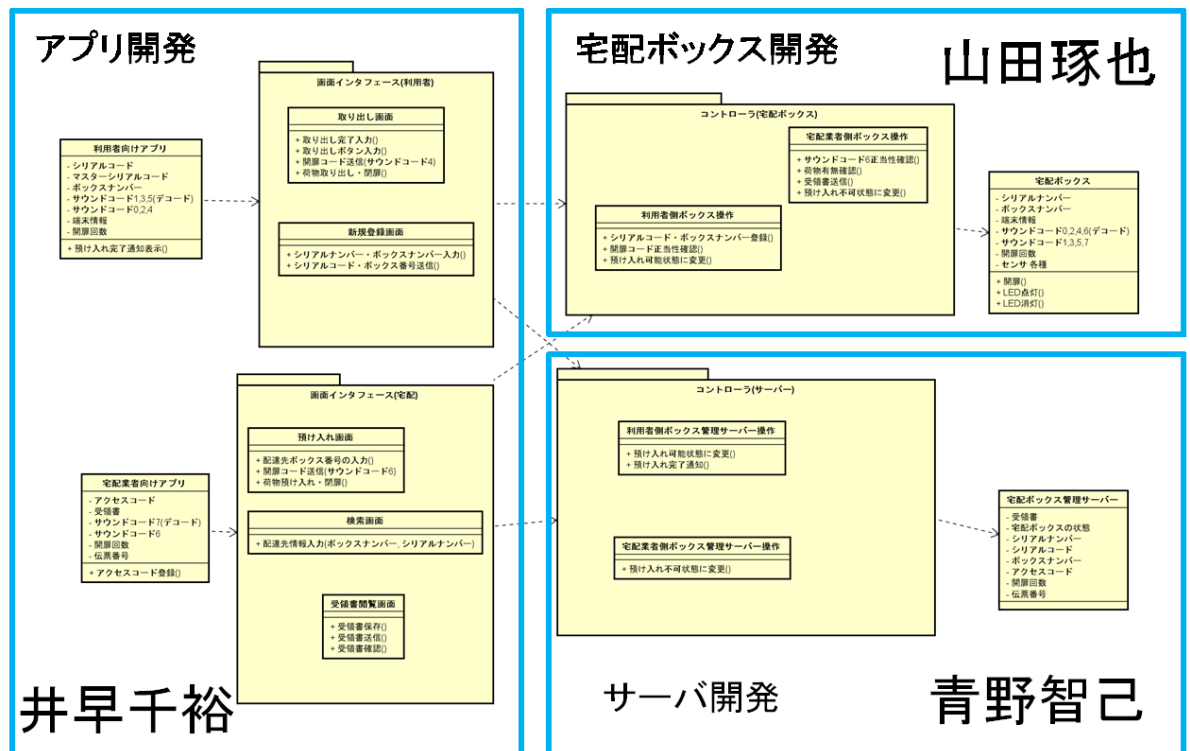 アプリ開発
画面インタフェース(利用者)
取り出し画面
+ 取り出し完了入力()
+ 取り出しボタン入力()
+ 開扉コード送信(サウンドコード4)
+ 荷物取り出し・閉扉()
利用者向けアプリ
- シリアルコード
- マスターシリアルコード
- ボックスナンバー
- サウンドコード1,3,5(デコード)
- サウンドコード0,2,4
- 端末情報
- 開扉回数
+ 預け入れ完了通知表示()
新規登録画面
+ シリアルナンバー・ボックスナンバー入力()
+ シリアルコード・ボックス番号送信()
画面インタフェース(宅配)
預け入れ画面
+ 配達先ボックス番号の入力()
+ 開扉コード送信(サウンドコード6)
+ 荷物預け入れ・閉扉()
宅配業者向けアプリ
- アクセスコード
- 受領書
- サウンドコード7(デコード)
- サウンドコード6
- 開扉回数
- 伝票番号
+ アクセスコード登録()
検索画面
+ 配達先情報入力(ボックスナンバー, シリアルナンバー)
受領書閲覧画面
+ 受領書保存()
+ 受領書送信()
+ 受領書確認()
井早千裕
宅配ボックス開発
山田琢也
コントローラ(宅配ボックス)
宅配業者側ボックス操作
+ サウンドコード6正当性確認()
+ 荷物有無確認()
+ 受領書送信()
+ 預け入れ不可状態に変更()
利用者側ボックス操作
+ シリアルコード・ボックスナンバー登録()
+ 開扉コード正当性確認()
+ 預け入れ可能状態に変更()
宅配ボックス
- シリアルナンバー
- ボックスナンバー
- 端末情報
- サウンドコード0,2,4,6(デコード)
- サウンドコード1,3,5,7
- 開扉回数
- センサ 各種
+ 開扉()
+ LED点灯()
+ LED消灯()
コントローラ(サーバー)
利用者側ボックス管理サーバー操作
+ 預け入れ可能状態に変更()
+ 預け入れ完了通知()
宅配業者側ボックス管理サーバー操作
+ 預け入れ不可状態に変更()
宅配ボックス管理サーバー
- 受領書
- 宅配ボックスの状態
- シリアルナンバー
- シリアルコード
- ボックスナンバー
- アクセスコード
- 開扉回数
- 伝票番号
サーバ開発
青野智己